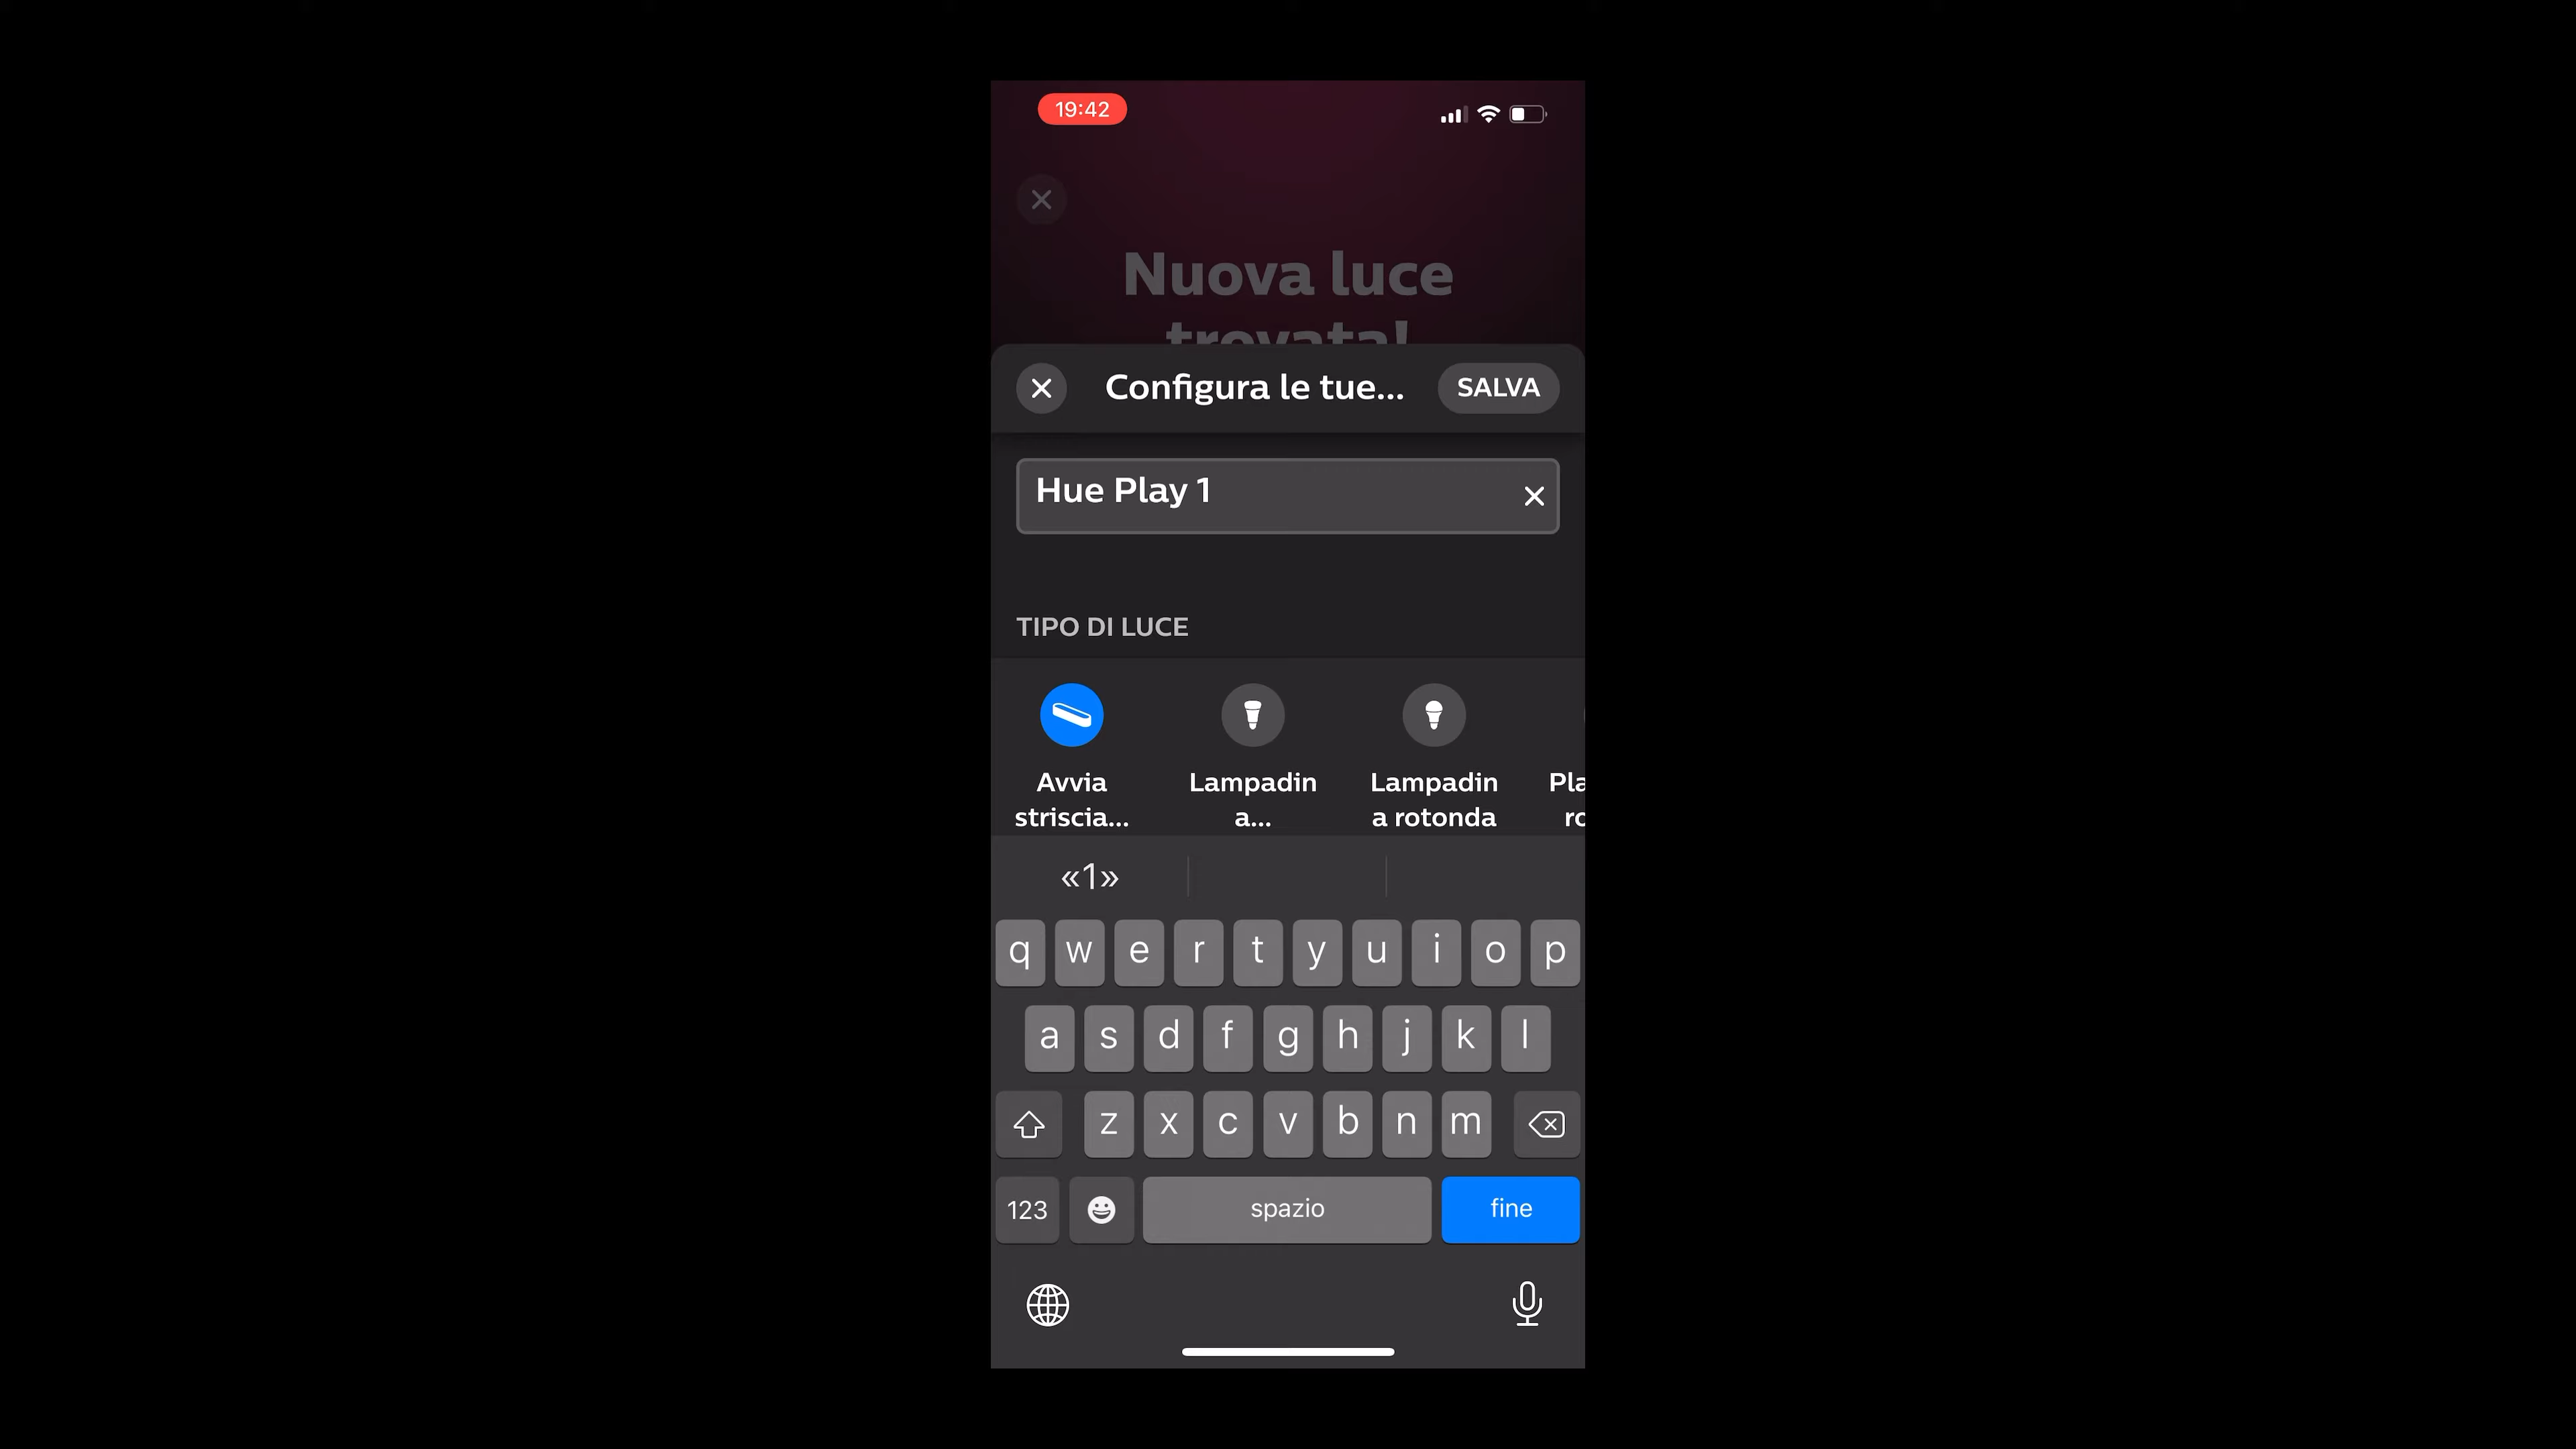 19:42
Nuova luce
trovata!
Configura le tue...
SALVA
Hue Play 1
TIPO DI LUCE
Avvia
striscia...
Lampadin
a...
Lampadin
a rotonda
Pla
ro
«1»
q w e r t y u i o p
a s d f g h j k l
z x c v b n m
123
spazio
fine